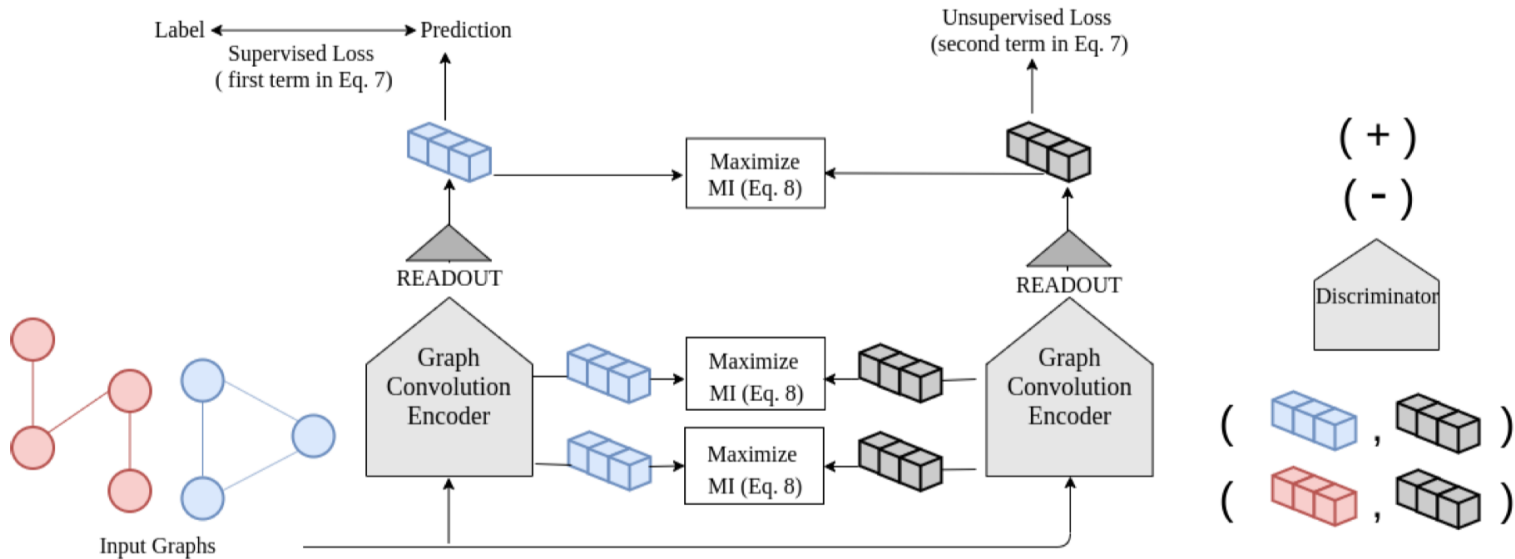 Label
Prediction
Supervised Loss
( first term in Eq. 7)
Unsupervised Loss
(second term in Eq. 7)
Maximize
MI (Eq. 8)
( + )
( - )
READOUT
READOUT
Discriminator
Graph
Convolution
Encoder
Maximize
MI (Eq. 8)
Maximize
MI (Eq. 8)
Graph
Convolution
Encoder
( , )
( , )
Input Graphs